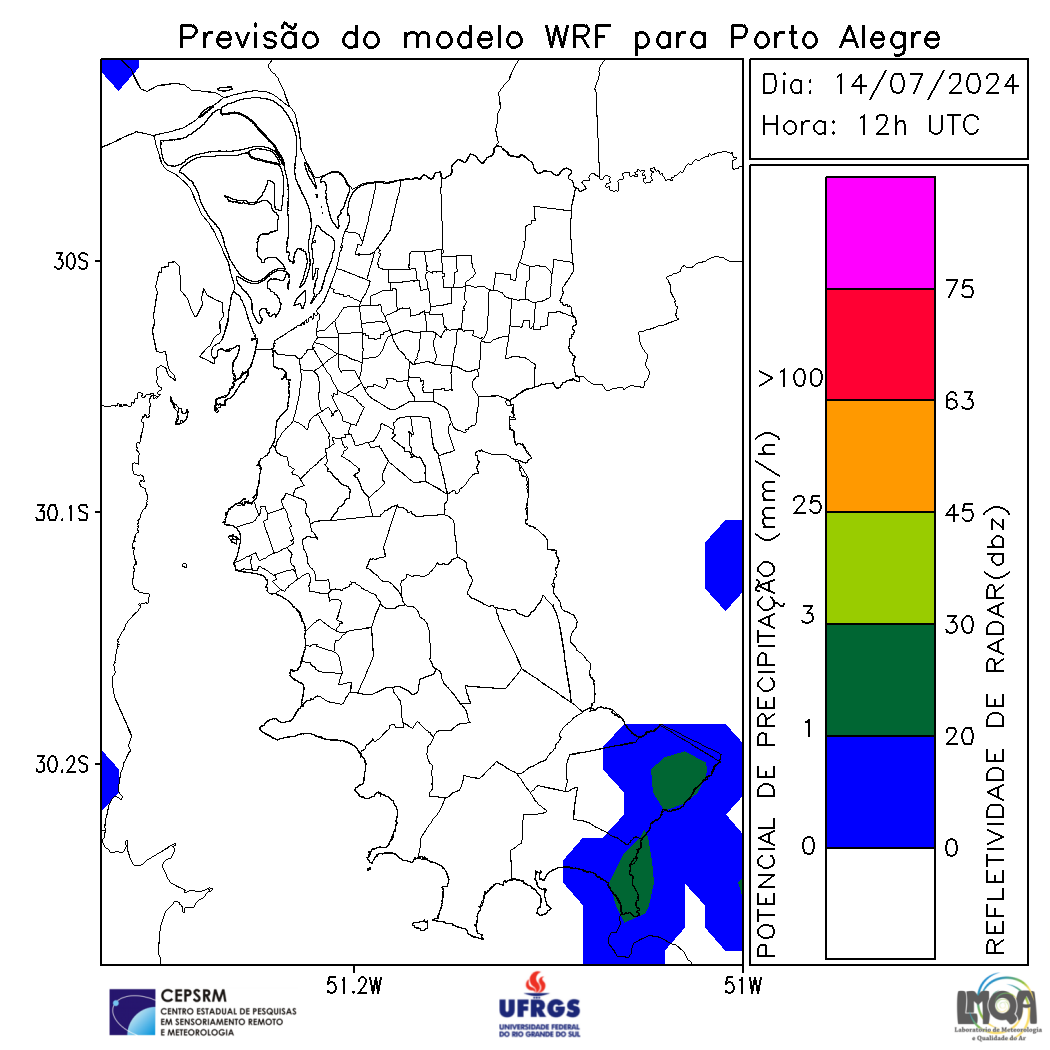 Previsão do modelo WRF para Porto Alegre
Dia: 14/07/2024
Hora: 12h UTC
30S
30.1S
30.2S
51.2W
51W
POTENCIAL DE PRECIPITAÇÃO (mm/h)
>100
25
3
1
0
75
63
45
30
20
0
REFLETIVIDADE DE RADAR(dbz)
CEPSRM
CENTRO ESTADUAL DE PESQUISAS
EM SENSORIAMENTO REMOTO
E METEOROLOGIA
UFRGS
UNIVERSIDADE FEDERAL
DO RIO GRANDE DO SUL
LMQA
Laboratório de Meteorologia
e Qualidade do Ar